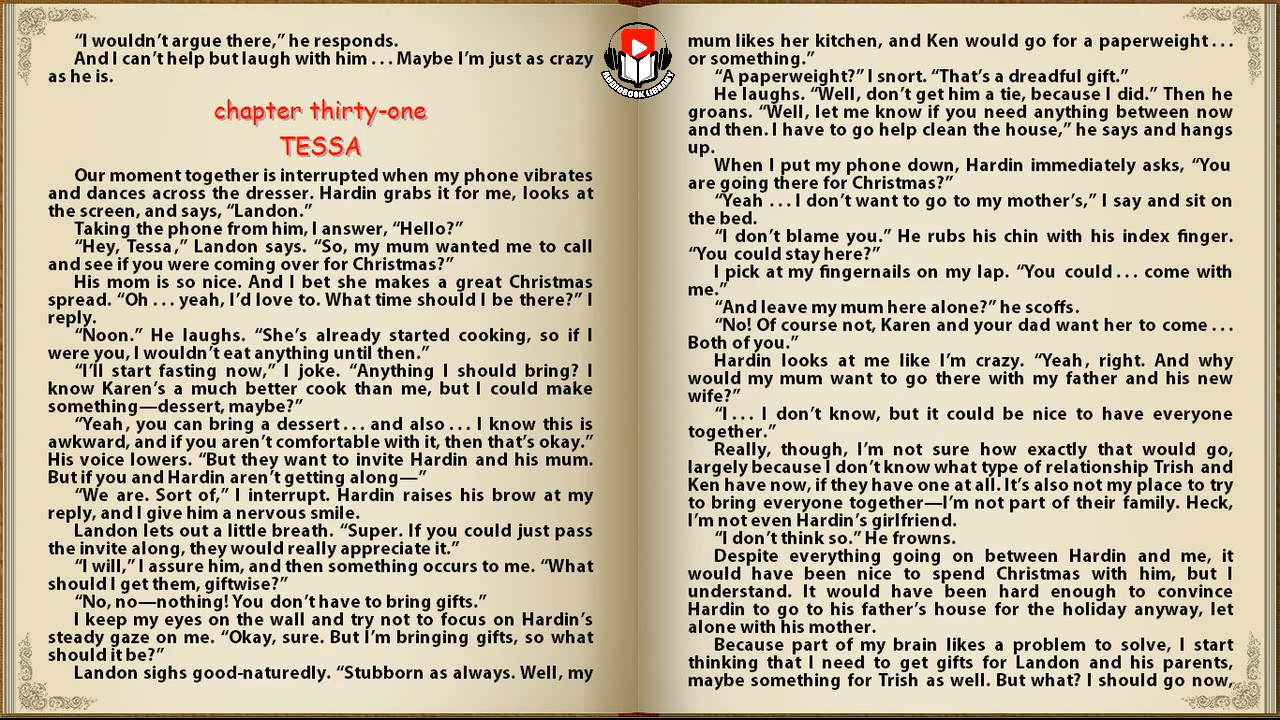 “I wouldn’t argue there,” he responds.
And I can’t help but laugh with him . . . Maybe I’m just as crazy
as he is.
chapter thirty-one
TESSA
Our moment together is interrupted when my phone vibrates
and dances across the dresser. Hardin grabs it for me, looks at
the screen, and says, “Landon.”
Taking the phone from him, I answer, “Hello?”
“Hey, Tessa,” Landon says. “So, my mum wanted me to call
and see if you were coming over for Christmas?”
His mom is so nice. And I bet she makes a great Christmas
spread. “Oh . . . yeah, I’d love to. What time should I be there?” I
reply.
“Noon.” He laughs. “She’s already started cooking, so if I
were you, I wouldn’t eat anything until then.”
“I’ll start fasting now,” I joke. “Anything I should bring? I
know Karen’s a much better cook than me, but I could make
something—dessert, maybe?”
“Yeah, you can bring a dessert . . . and also . . . I know this is
awkward, and if you aren’t comfortable with it, then that’s okay.”
His voice lowers. “But they want to invite Hardin and his mum.
But if you and Hardin aren’t getting along—”
“We are. Sort of,” I interrupt. Hardin raises his brow at my
reply, and I give him a nervous smile.
Landon lets out a little breath. “Super. If you could just pass
the invite along, they would really appreciate it.”
“I will,” I assure him, and then something occurs to me. “What
should I get them, giftwise?”
“No, no—nothing! You don’t have to bring gifts.”
I keep my eyes on the wall and try not to focus on Hardin’s
steady gaze on me. “Okay, sure. But I’m bringing gifts, so what
should it be?”
Landon sighs good-naturedly. “Stubborn as always. Well, my
AUDIOBOOK LIBRARY
mum likes her kitchen, and Ken would go for a paperweight . . .
or something.”
“A paperweight?” I snort. “That’s a dreadful gift.”
He laughs. “Well, don’t get him a tie, because I did.” Then he
groans. “Well, let me know if you need anything between now
and then. I have to go help clean the house,” he says and hangs
up.
When I put my phone down, Hardin immediately asks, “You
are going there for Christmas?”
“Yeah . . . I don’t want to go to my mother’s,” I say and sit on
the bed.
“I don’t blame you.” He rubs his chin with his index finger.
“You could stay here?”
I pick at my fingernails on my lap. “You could . . . come with
me.”
“And leave my mum here alone?” he scoffs.
“No! Of course not, Karen and your dad want her to come . . .
Both of you.”
Hardin looks at me like I’m crazy. “Yeah, right. And why
would my mum want to go there with my father and his new
wife?”
“I . . . I don’t know, but it could be nice to have everyone
together.”
Really, though, I’m not sure how exactly that would go,
largely because I don’t know what type of relationship Trish and
Ken have now, if they have one at all. It’s also not my place to try
to bring everyone together—I’m not part of their family. Heck,
I’m not even Hardin’s girlfriend.
“I don’t think so.” He frowns.
Despite everything going on between Hardin and me, it
would have been nice to spend Christmas with him, but I
understand. It would have been hard enough to convince
Hardin to go to his father’s house for the holiday anyway, let
alone with his mother.
Because part of my brain likes a problem to solve, I start
thinking that I need to get gifts for Landon and his parents,
maybe something for Trish as well. But what? I should go now,